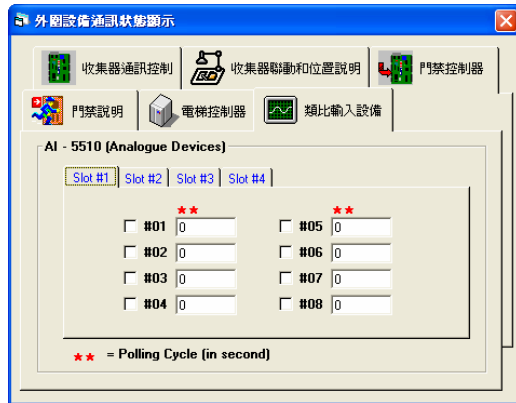 外圍設備通訊狀態顯示
收集器通訊控制 收集器聯動和位置說明 門禁控制器
門禁說明 電梯控制器 類比輸入設備
AI - 5510 (Analogue Devices)
Slot #1 Slot #2 Slot #3 Slot #4
** **
#01 0 #05 0
#02 0 #06 0
#03 0 #07 0
#04 0 #08 0
** = Polling Cycle (in second)